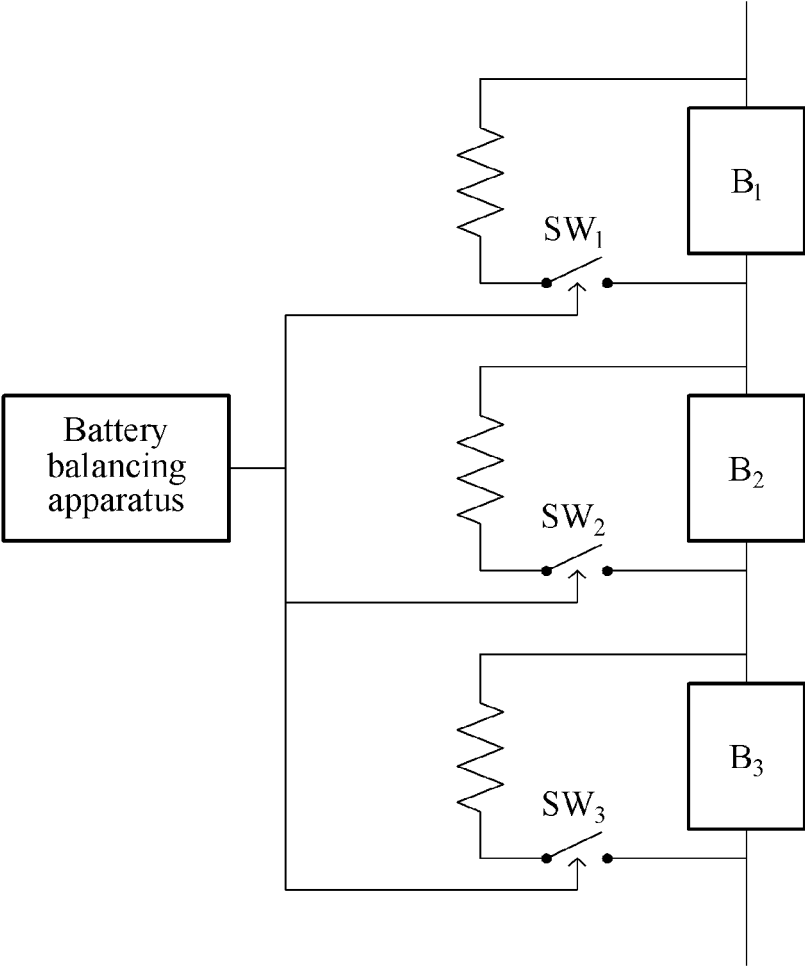 B₁
SW₁
Battery
balancing
apparatus
B₂
SW₂
B₃
SW₃